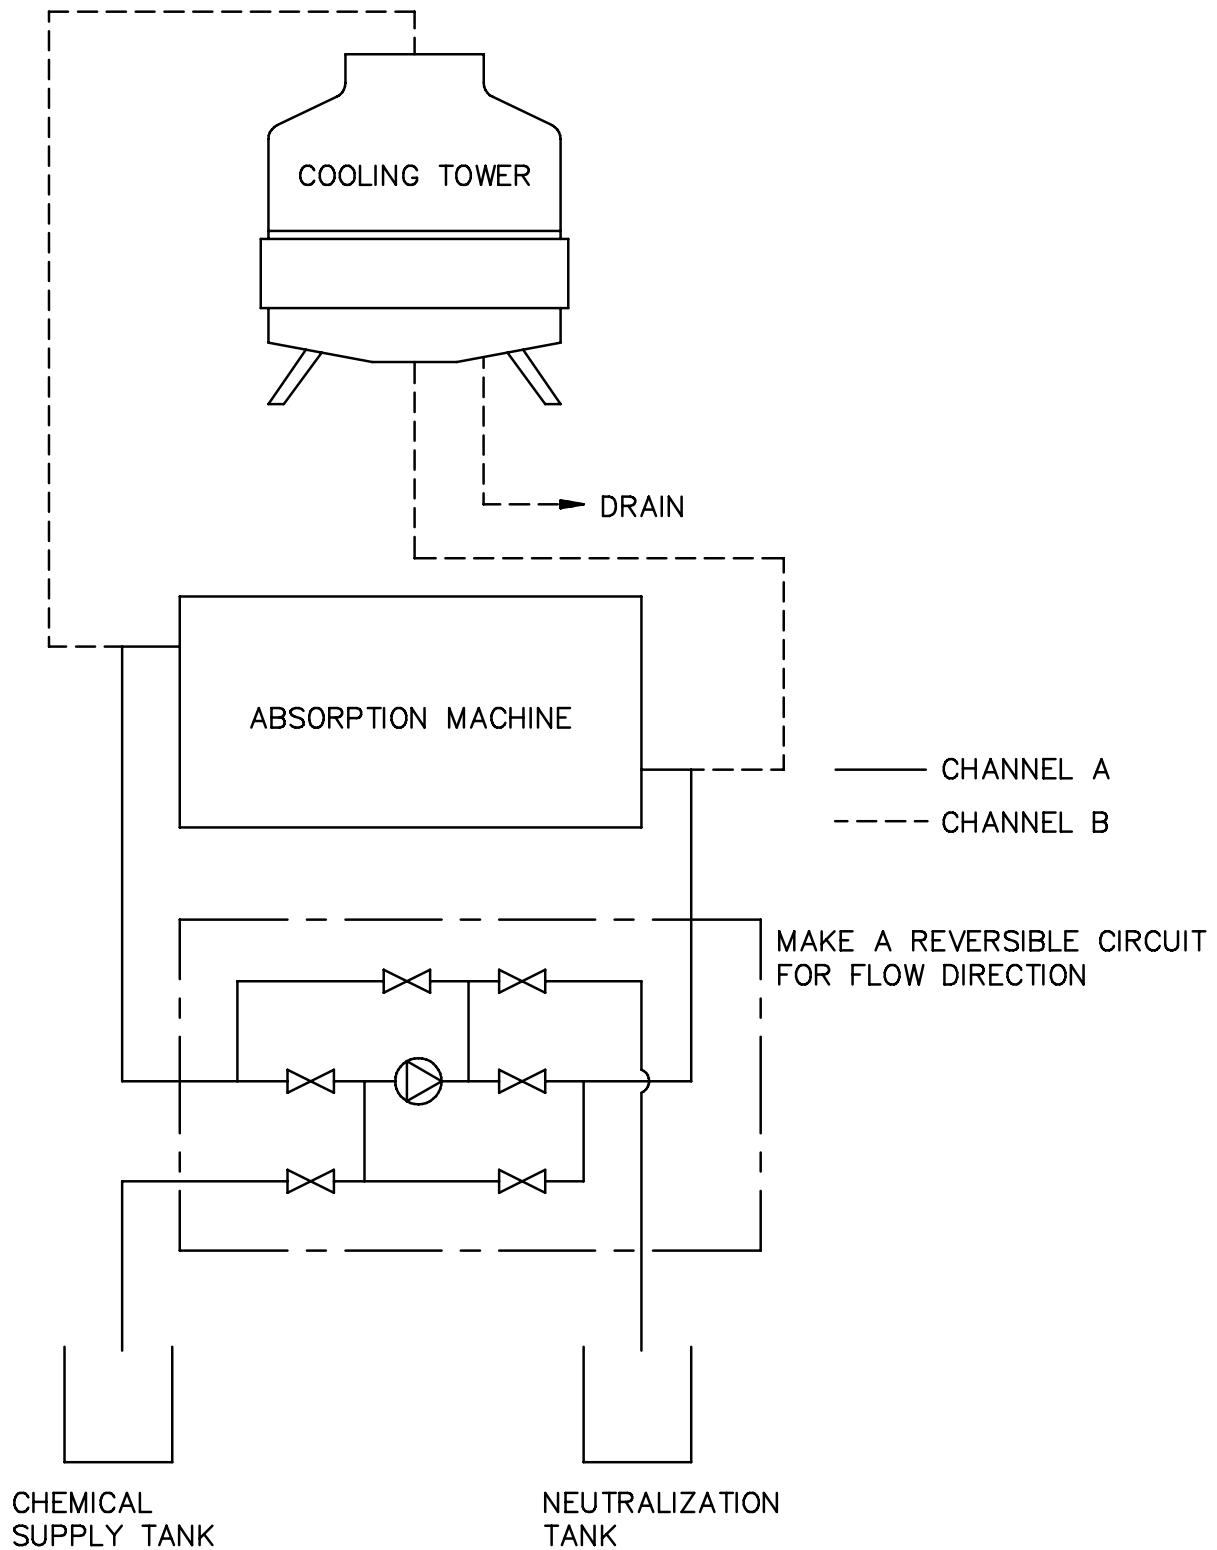 COOLING TOWER
DRAIN
ABSORPTION MACHINE
CHANNEL A
CHANNEL B
MAKE A REVERSIBLE CIRCUIT
FOR FLOW DIRECTION
CHEMICAL
SUPPLY TANK
NEUTRALIZATION
TANK